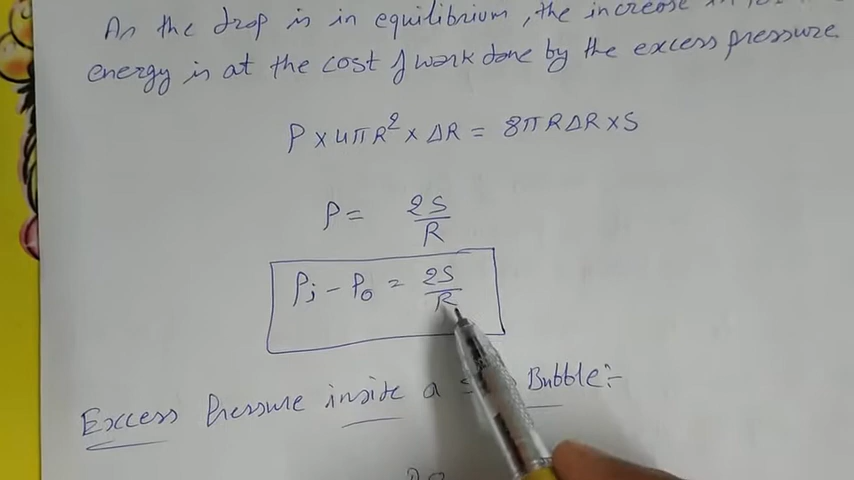 As the drop is in equilibrium, the increase in
energy is at the cost of work done by the excess pressure
P × 4πR² × ΔR = 8πRΔR × S
P = 2S/R
Pi - Po = 2S/R
Excess Pressure inside a Bubble:-